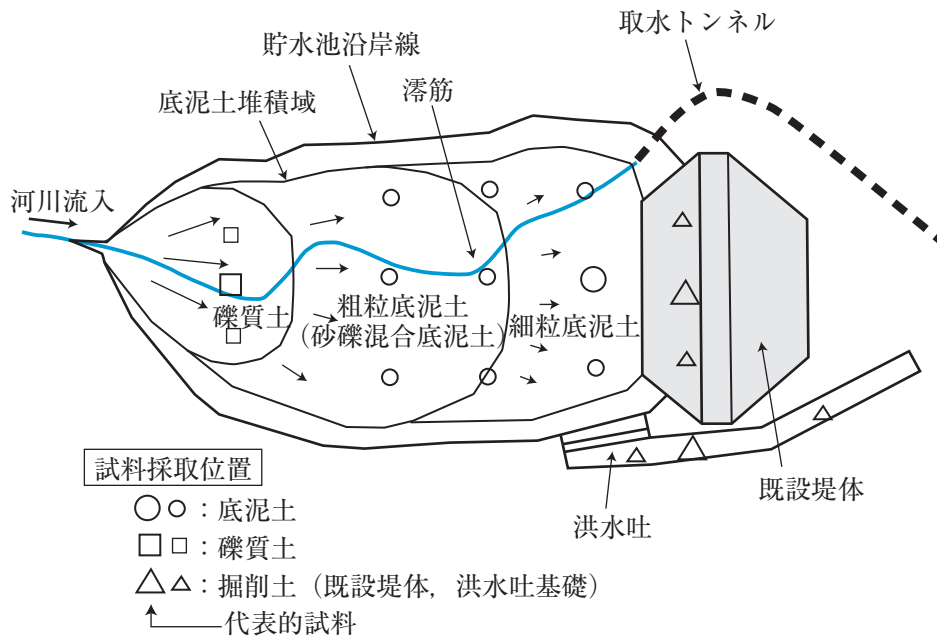 取水トンネル
貯水池沿岸線
澪筋
底泥土堆積域
河川流入
礫質土
粗粒底泥土
（砂礫混合底泥土）
細粒底泥土
試料採取位置
：底泥土
：礫質土
：掘削土（既設堤体，洪水吐基礎）
代表的試料
洪水吐
既設堤体